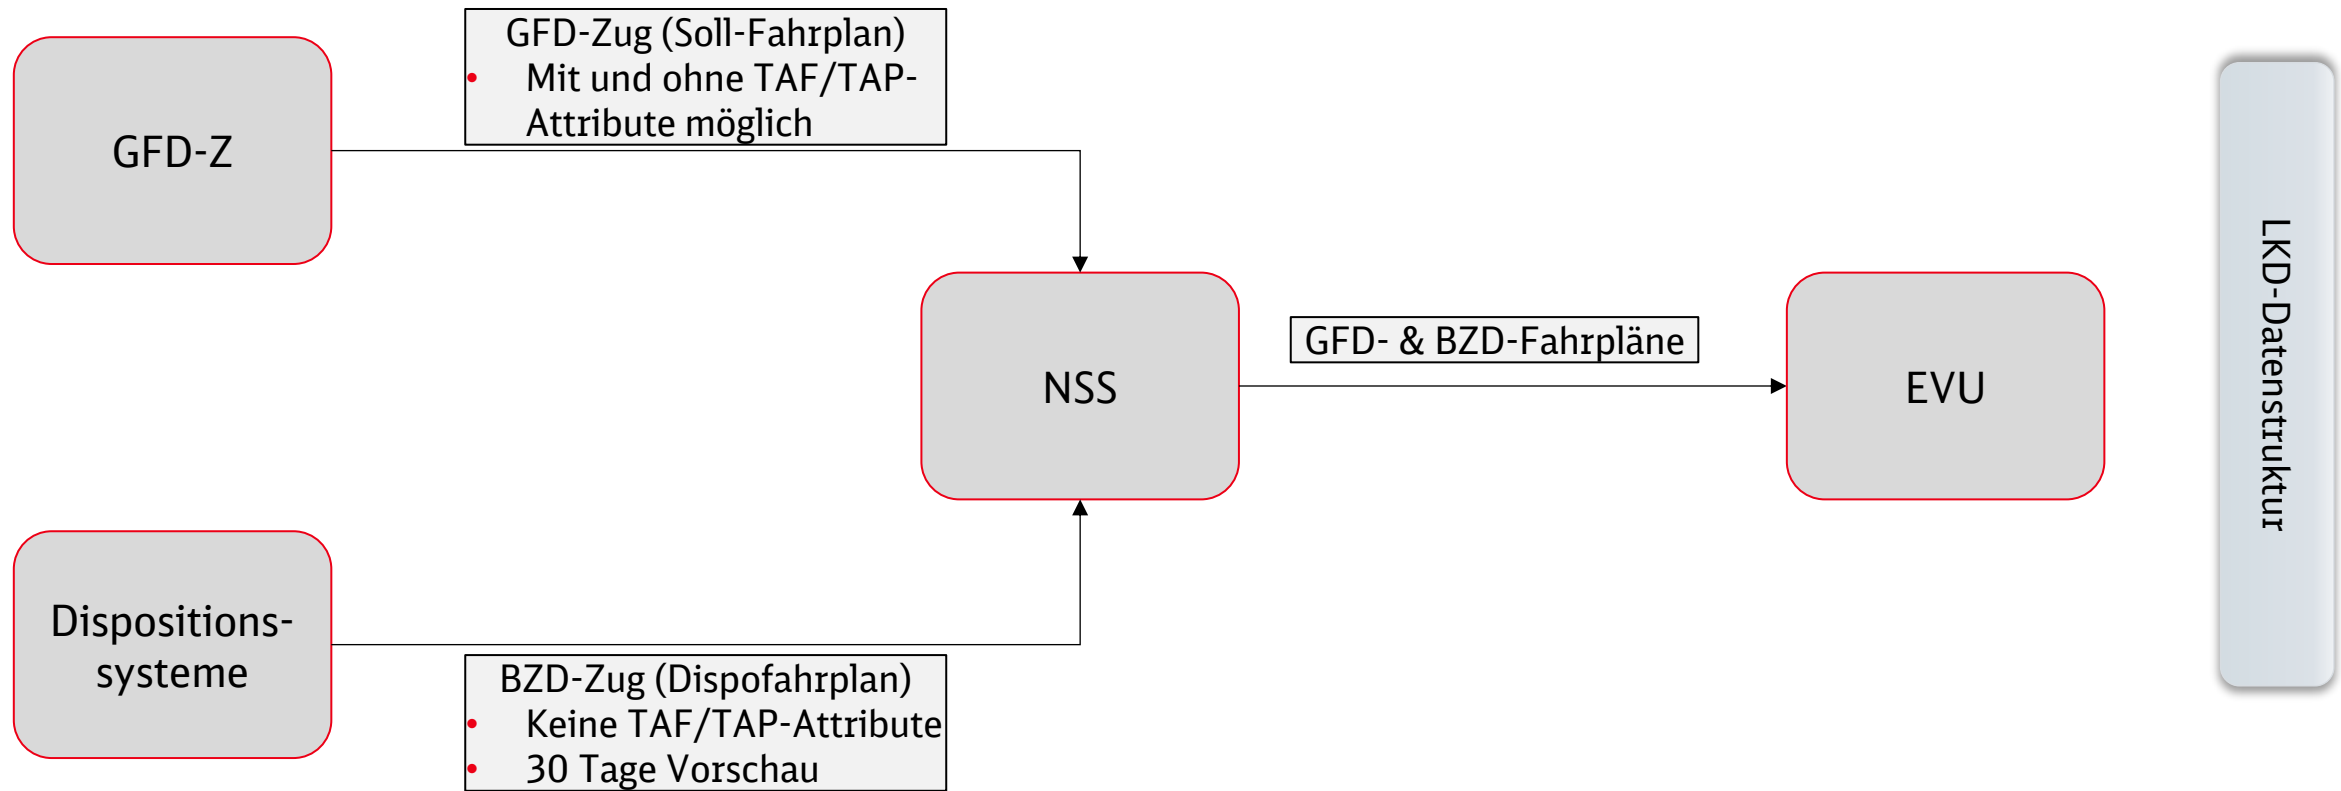 GFD-Zug (Soll-Fahrplan)
• Mit und ohne TAF/TAP-
Attribute möglich
GFD-Z
NSS
GFD- & BZD-Fahrpläne
EVU
LKD-Datenstruktur
Dispositions-
systeme
BZD-Zug (Dispofahrplan)
• Keine TAF/TAP-Attribute
• 30 Tage Vorschau